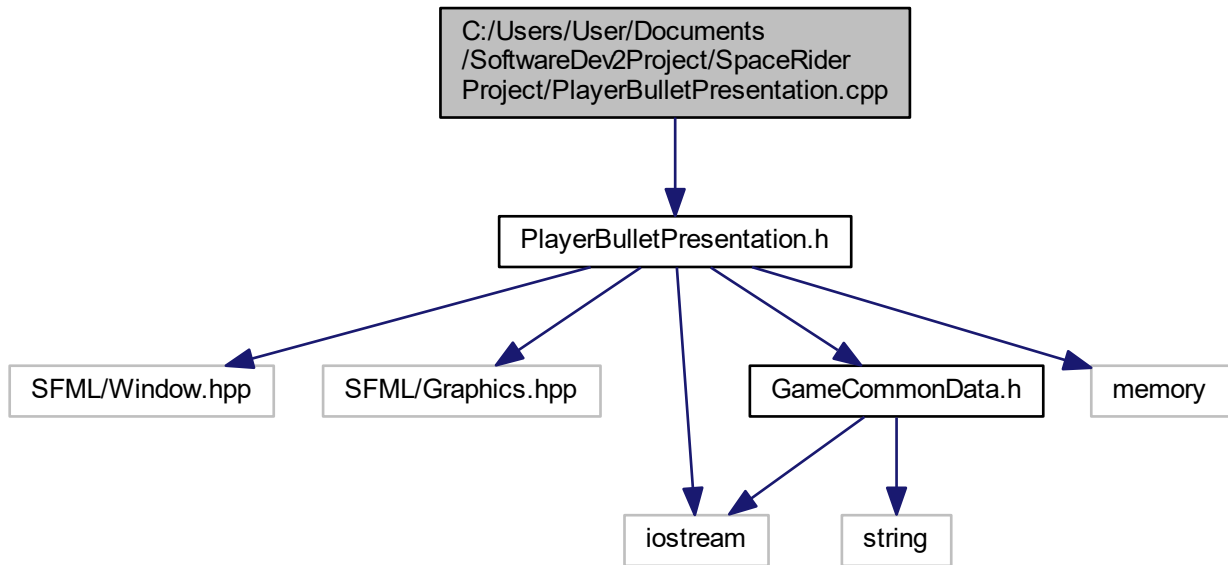 C:/Users/User/Documents
/SoftwareDev2Project/SpaceRider
Project/PlayerBulletPresentation.cpp
PlayerBulletPresentation.h
SFML/Window.hpp
SFML/Graphics.hpp
GameCommonData.h
memory
iostream
string